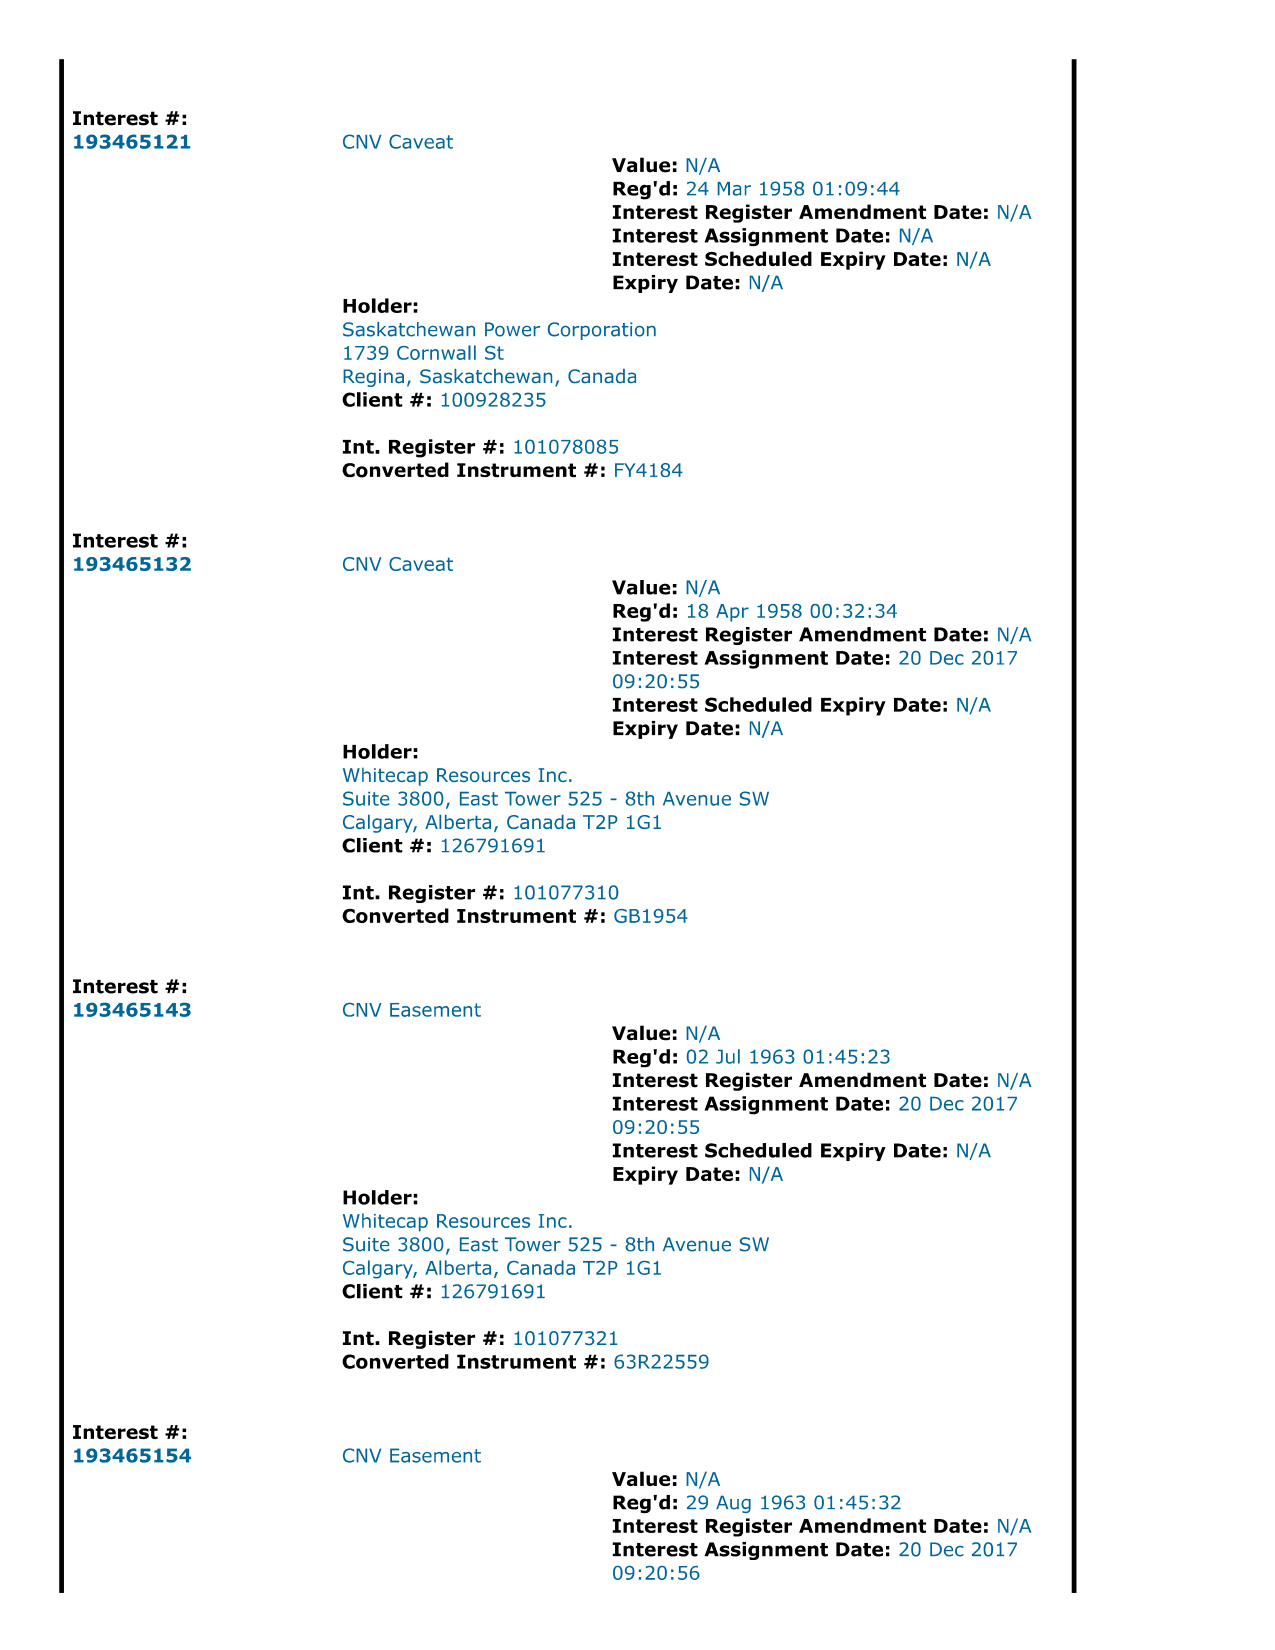 Interest #:
193465121 CNV Caveat
Value: N/A
Reg'd: 24 Mar 1958 01:09:44
Interest Register Amendment Date: N/A
Interest Assignment Date: N/A
Interest Scheduled Expiry Date: N/A
Expiry Date: N/A
Holder:
Saskatchewan Power Corporation
1739 Cornwall St
Regina, Saskatchewan, Canada
Client #: 100928235
Int. Register #: 101078085
Converted Instrument #: FY4184
Interest #:
193465132 CNV Caveat
Value: N/A
Reg'd: 18 Apr 1958 00:32:34
Interest Register Amendment Date: N/A
Interest Assignment Date: 20 Dec 2017
09:20:55
Interest Scheduled Expiry Date: N/A
Expiry Date: N/A
Holder:
Whitecap Resources Inc.
Suite 3800, East Tower 525 - 8th Avenue SW
Calgary, Alberta, Canada T2P 1G1
Client #: 126791691
Int. Register #: 101077310
Converted Instrument #: GB1954
Interest #:
193465143 CNV Easement
Value: N/A
Reg'd: 02 Jul 1963 01:45:23
Interest Register Amendment Date: N/A
Interest Assignment Date: 20 Dec 2017
09:20:55
Interest Scheduled Expiry Date: N/A
Expiry Date: N/A
Holder:
Whitecap Resources Inc.
Suite 3800, East Tower 525 - 8th Avenue SW
Calgary, Alberta, Canada T2P 1G1
Client #: 126791691
Int. Register #: 101077321
Converted Instrument #: 63R22559
Interest #:
193465154 CNV Easement
Value: N/A
Reg'd: 29 Aug 1963 01:45:32
Interest Register Amendment Date: N/A
Interest Assignment Date: 20 Dec 2017
09:20:56